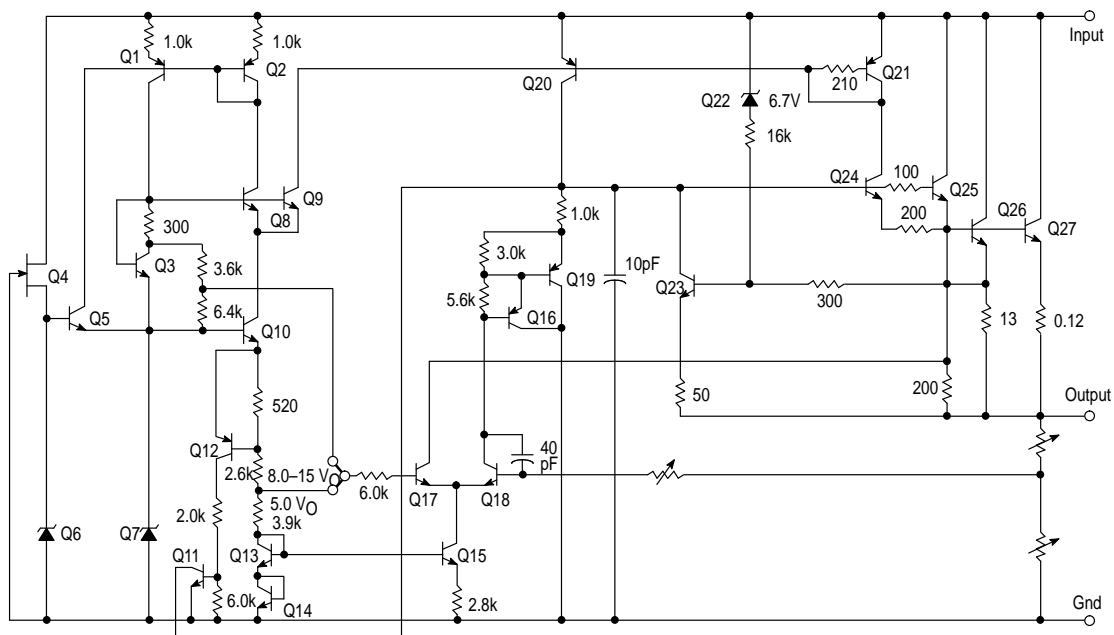 Input
1.0k
1.0k
Q1
Q2
Q20
Q21
210
Q22
6.7V
16k
Q24
100
Q25
Q9
Q8
300
1.0k
200
Q26
Q27
Q3
3.6k
3.0k
Q4
Q19
10pF
Q23
300
6.4k
5.6k
Q5
Q16
Q10
13
0.12
520
50
200
Output
Q12
40
pF
2.6k
8.0–15 VO
6.0k
Q17
Q18
5.0 VO
2.0k
3.9k
Q6
Q7
Q11
Q13
Q15
6.0k
Q14
2.8k
Gnd